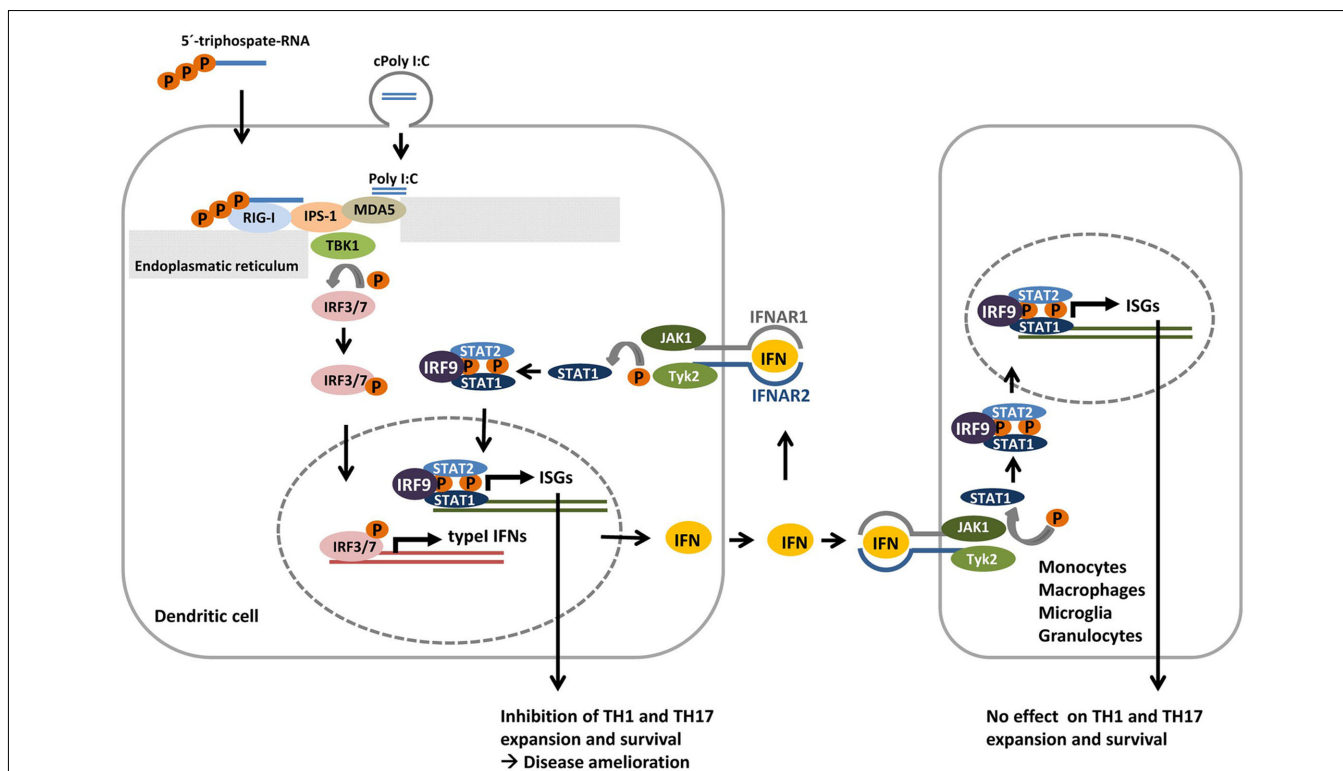 5´-triphospate-RNA
P P P
cPoly I:C
Poly I:C
P P P
RIG-I
IPS-1
MDA5
TBK1
Endoplasmatic reticulum
P
IRF3/7
IRF3/7
P
IRF9
STAT2
P P
STAT1
STAT1
P
JAK1
Tyk2
IFNAR1
IFN
IFNAR2
IRF9
STAT2
P P
STAT1
ISGs
P
IRF3/7
typeI IFNs
Dendritic cell
IFN
IFN
IFN
JAK1
Tyk2
P
STAT1
IRF9
STAT2
P P
STAT1
IRF9
STAT2
P P
STAT1
ISGs
Monocytes
Macrophages
Microglia
Granulocytes
Inhibition of TH1 and TH17
expansion and survival
→ Disease amelioration
No effect on TH1 and TH17
expansion and survival